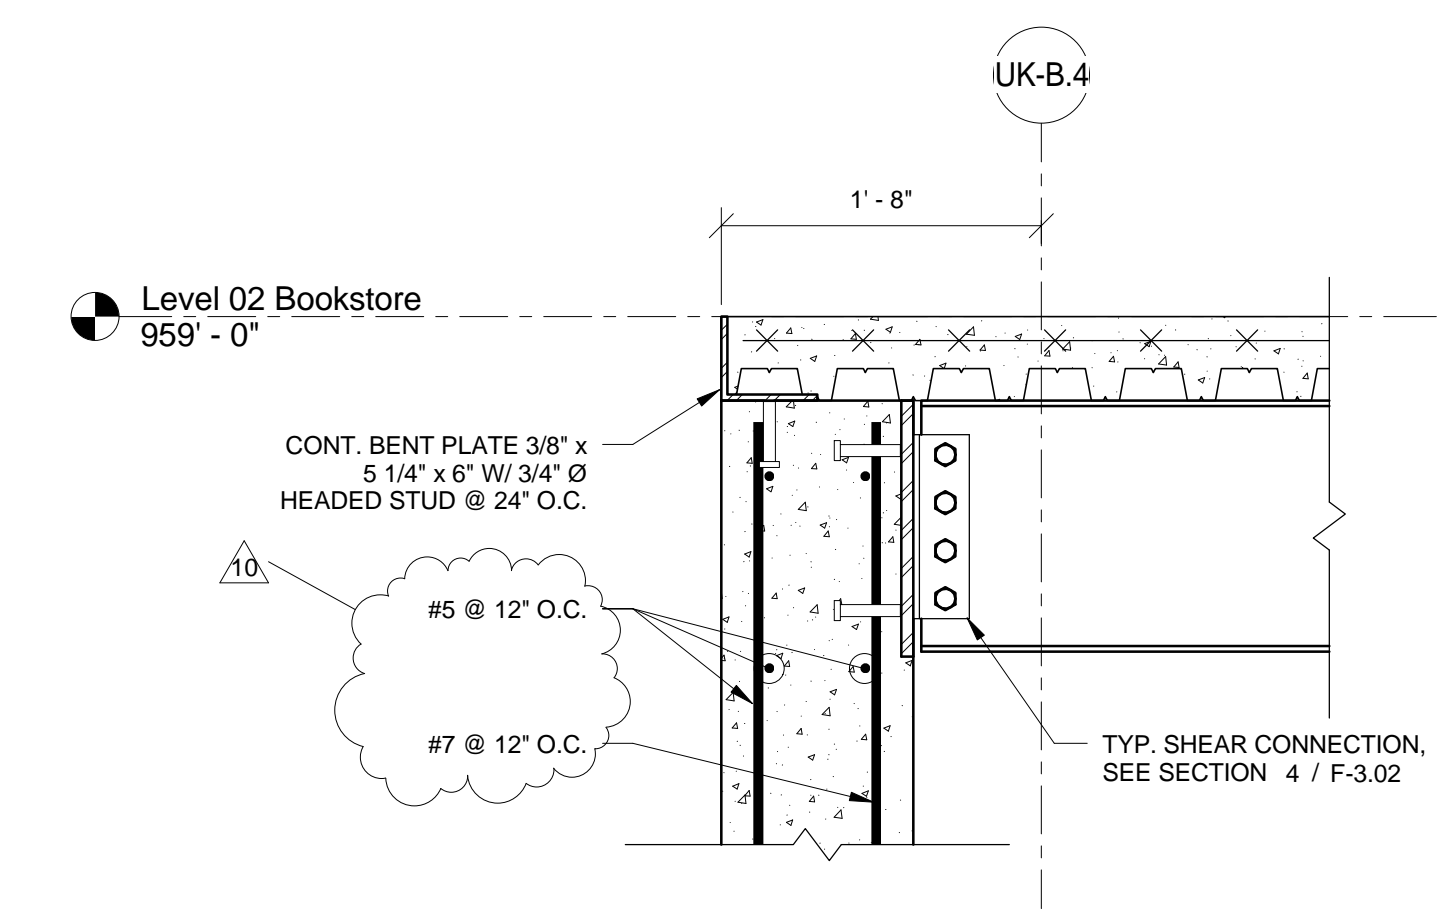 UK-B.4
1' - 8"
Level 02 Bookstore
959' - 0"
CONT. BENT PLATE 3/8" x
5 1/4" x 6" W/ 3/4" Ø
HEADED STUD @ 24" O.C.
10
#5 @ 12" O.C.
#7 @ 12" O.C.
TYP. SHEAR CONNECTION,
SEE SECTION 4 / F-3.02